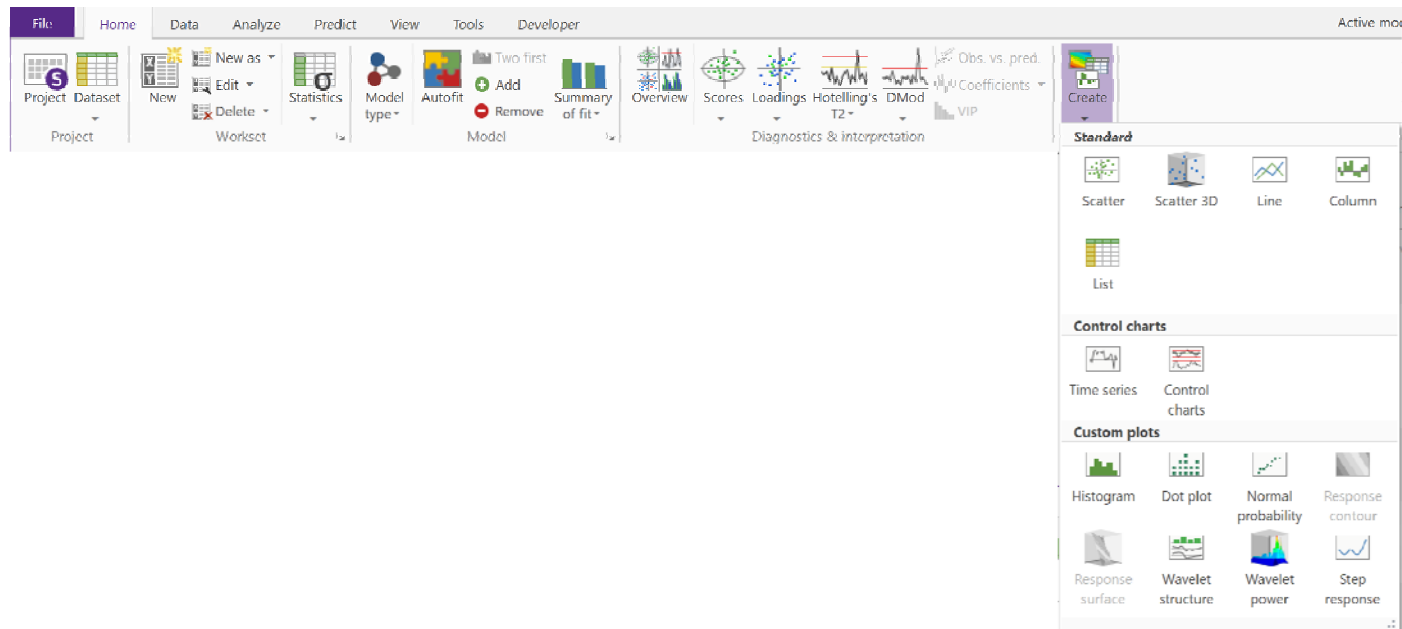 File Home Data Analyze Predict View Tools Developer
Project Dataset New New as Edit Delete Statistics
Model type Autofit Two first Add Remove Summary of fit
Overview Scores Loadings Hotelling's T2 DMod Obs. vs. pred. Coefficients VIP Create
Project Workset Model Diagnostics & interpretation
Active
Standard
Scatter Scatter 3D Line Column
List
Control charts
Time series Control
charts
Custom plots
Histogram Dot plot Normal Response
probability contour
Response Wavelet Wavelet Step
surface structure power response